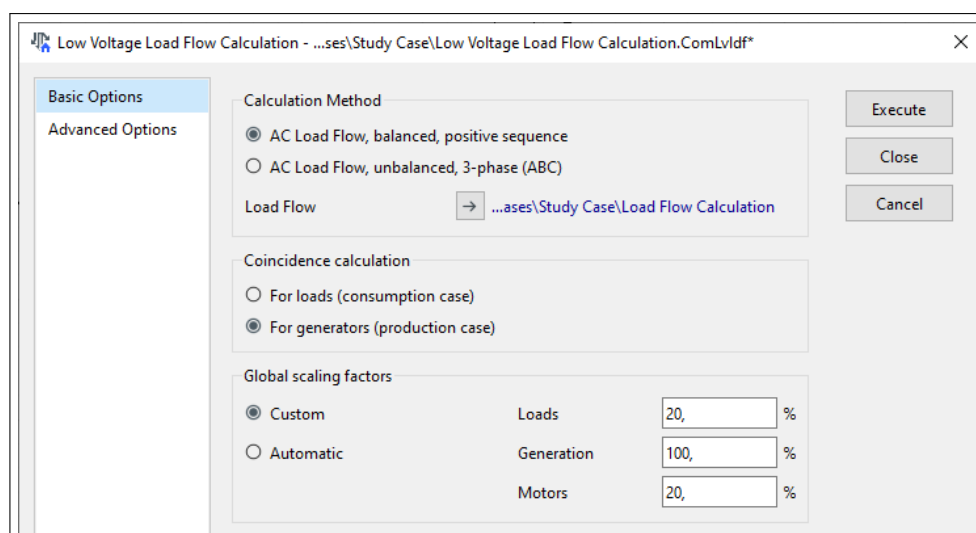 Low Voltage Load Flow Calculation - ...ses\Study Case\Low Voltage Load Flow Calculation.ComLvldf*
Basic Options
Advanced Options
Calculation Method
AC Load Flow, balanced, positive sequence
AC Load Flow, unbalanced, 3-phase (ABC)
Load Flow ...ases\Study Case\Load Flow Calculation
Coincidence calculation
For loads (consumption case)
For generators (production case)
Global scaling factors
Custom Loads 20, %
Automatic Generation 100, %
Motors 20, %
Execute
Close
Cancel